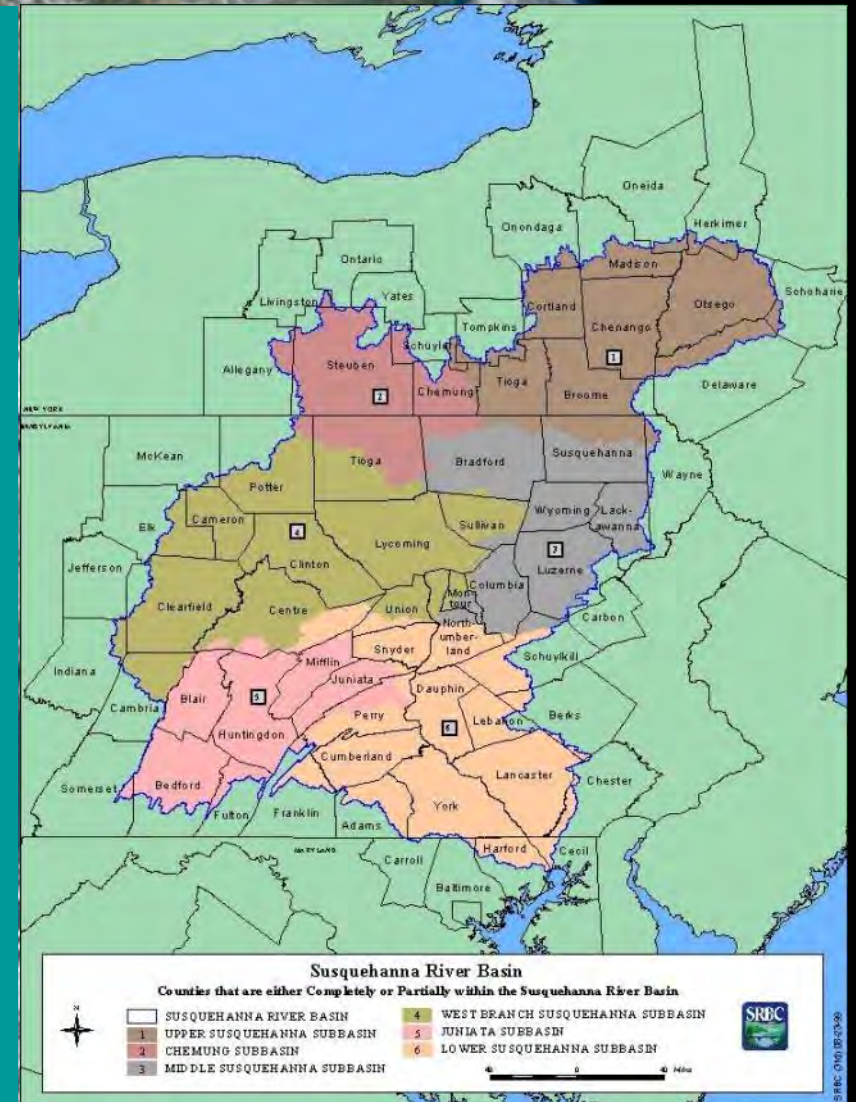 Oneida
Onondaga
Herkimer
Ontario
Madison
Livingston
Yates
Cortland
Otsego
Schoharie
Schuyler
Tompkins
Chenango
Allegany
Steuben
1
2
Chemung
Tioga
Broome
Delaware
NEW YORK
McKean
Tioga
Bradford
Susquehanna
Wayne
Potter
Elk
Cameron
Sullivan
Wyoming
Lack-
awanna
4
Lycoming
Jefferson
Clinton
Luzerne
Columbia
Clearfield
Centre
Union
Mon-
tour
Carbon
North-
umber-
land
Snyder
Schuylkill
Mifflin
Indiana
Juniata
Blair
5
Dauphin
Cambria
Perry
Lebanon
Berks
6
Huntingdon
Cumberland
Lancaster
Chester
Somerset
Bedford
York
Fulton
Franklin
Adams
MARYLAND
Harford
Cecil
Carroll
Baltimore
Susquehanna River Basin
Counties that are either Completely or Partially within the Susquehanna River Basin
N
SUSQUEHANNA RIVER BASIN
1 UPPER SUSQUEHANNA SUBBASIN
2 CHEMUNG SUBBASIN
3 MIDDLE SUSQUEHANNA SUBBASIN
4 WEST BRANCH SUSQUEHANNA SUBBASIN
5 JUNIATA SUBBASIN
6 LOWER SUSQUEHANNA SUBBASIN
40 0 40 Miles
SRBC